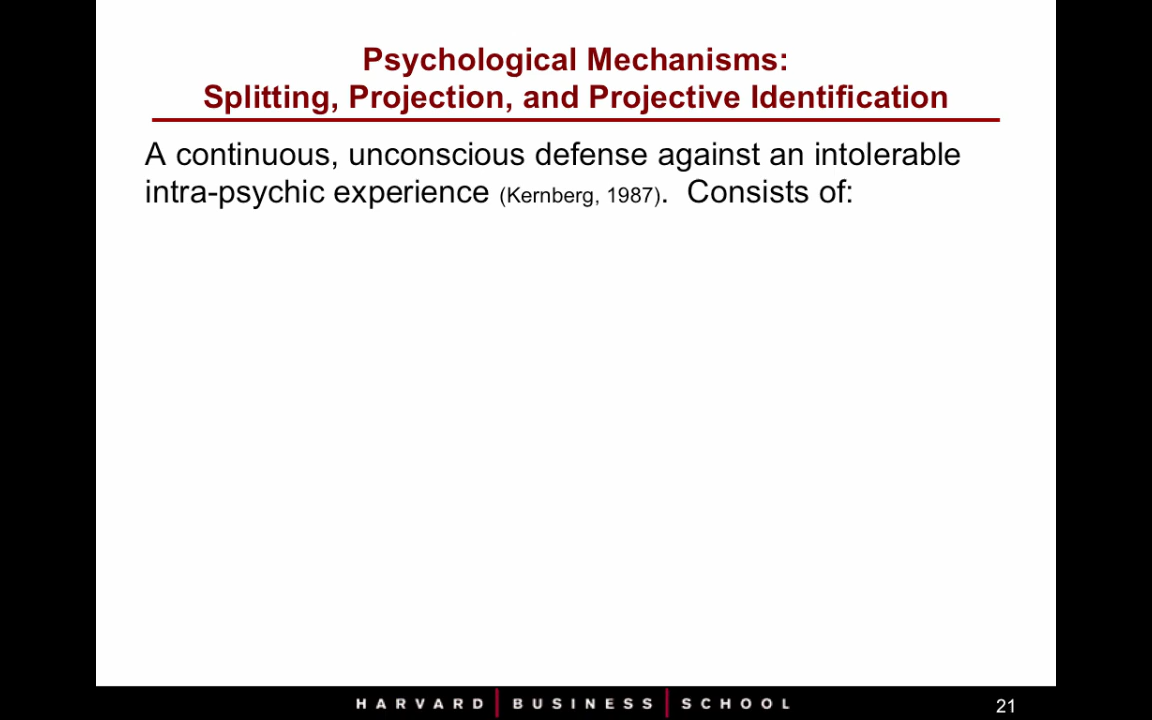 Psychological Mechanisms:
Splitting, Projection, and Projective Identification
A continuous, unconscious defense against an intolerable
intra-psychic experience (Kernberg, 1987).  Consists of:
HARVARD | BUSINESS | SCHOOL
21